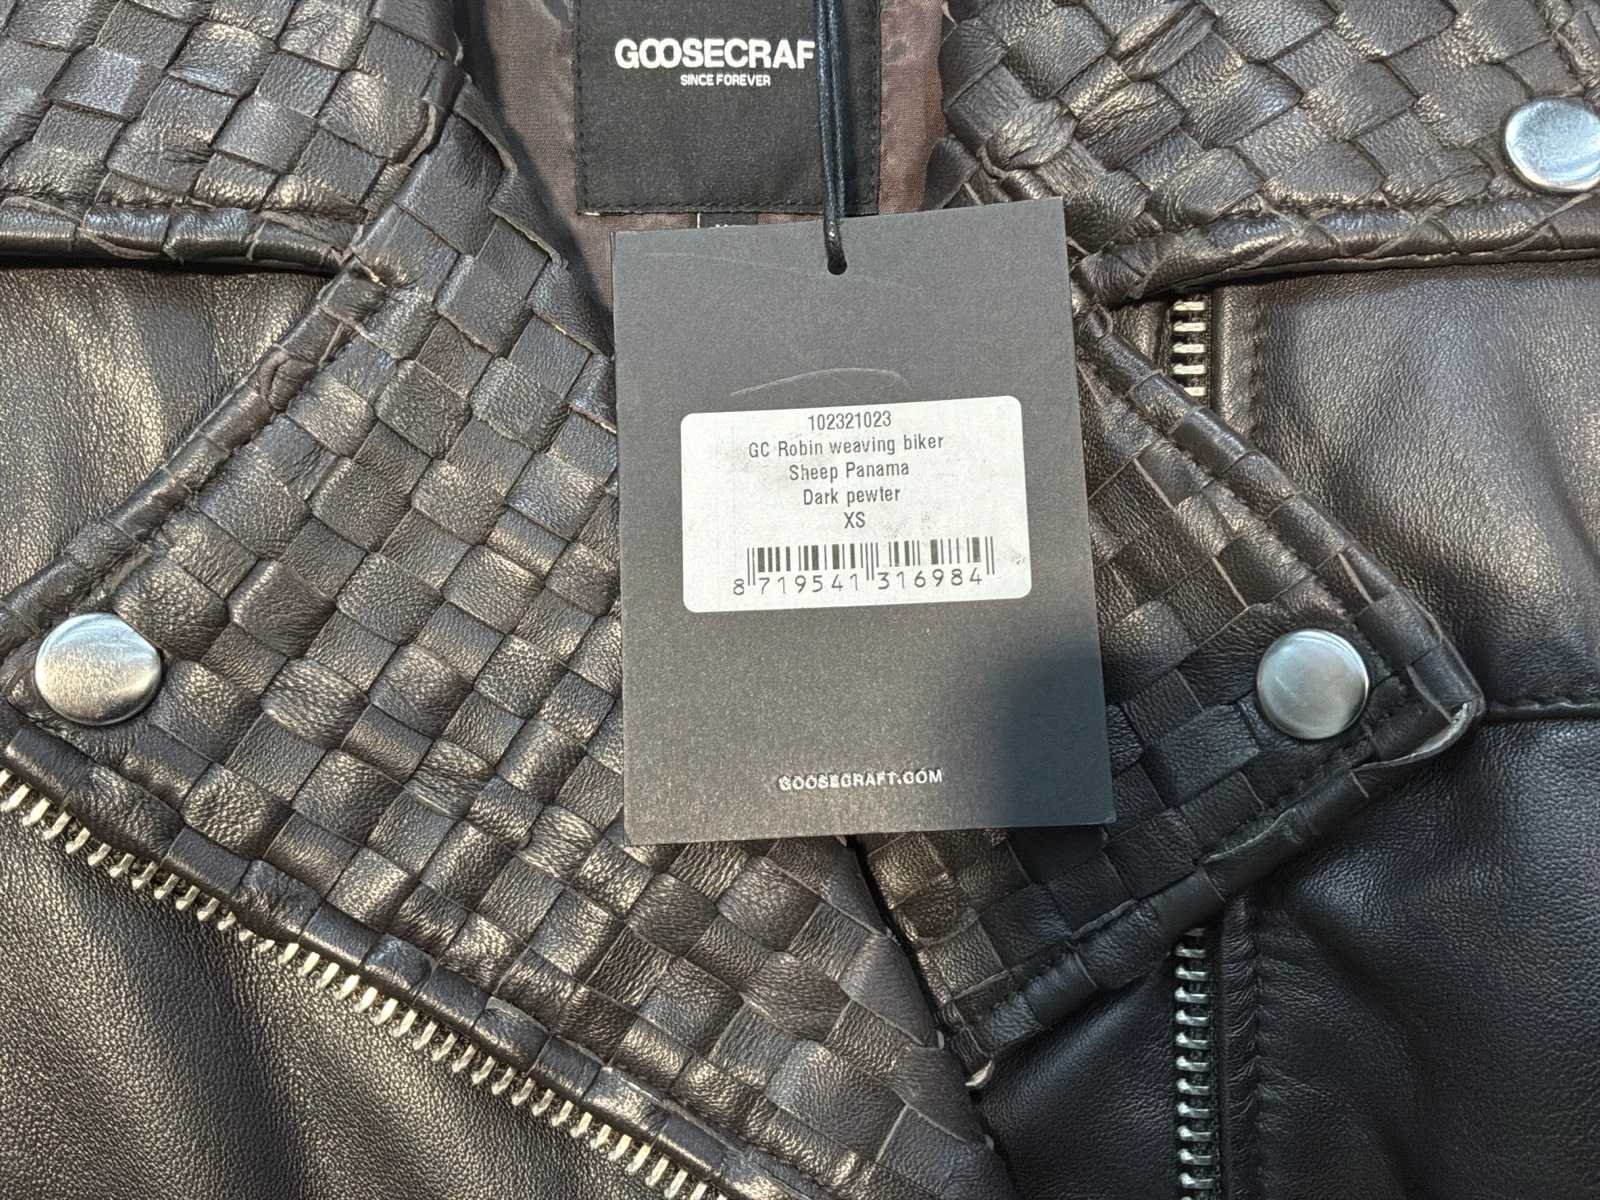 GOOSECRAF
SINCE FOREVER
102321023
GC Robin weaving biker
Sheep Panama
Dark pewter
XS
8 719541 316984
GOOSECRAFT.COM